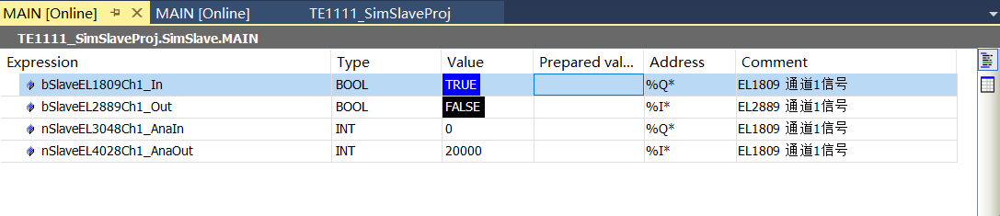 MAIN [Online] MAIN [Online] TE1111_SimSlaveProj
TE1111_SimSlaveProj.SimSlave.MAIN
Expression Type Value Prepared val... Address Comment
bSlaveEL1809Ch1_In BOOL TRUE %Q* EL1809 通道1信号
bSlaveEL2889Ch1_Out BOOL FALSE %I* EL2889 通道1信号
nSlaveEL3048Ch1_AnaIn INT 0 %Q* EL1809 通道1信号
nSlaveEL4028Ch1_AnaOut INT 20000 %I* EL1809 通道1信号